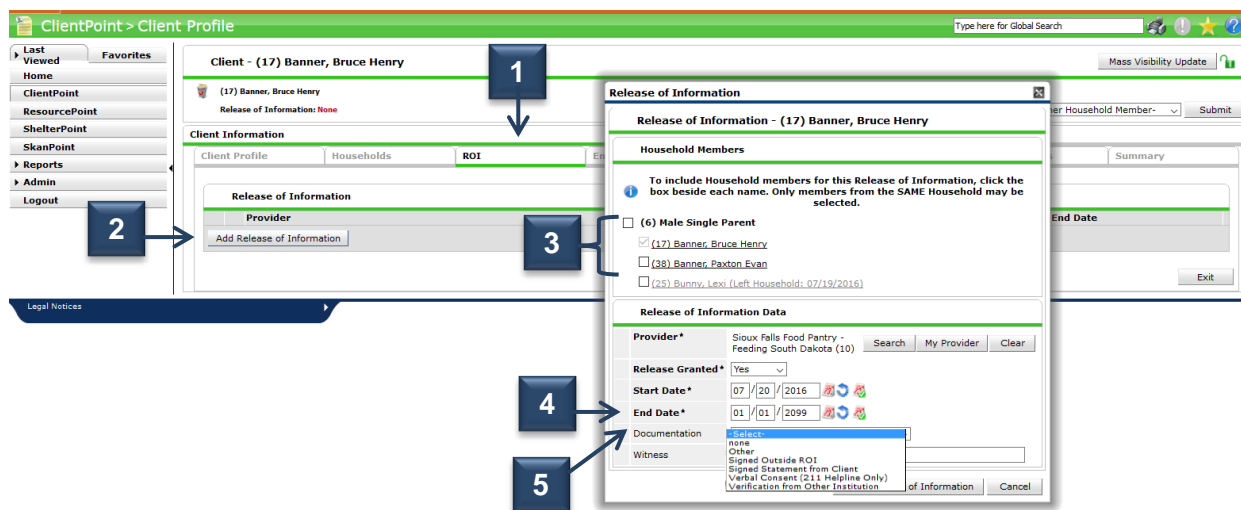 ClientPoint > Client Profile
Type here for Global Search
Last Viewed
Favorites
Home
ClientPoint
ResourcePoint
ShelterPoint
SkanPoint
Reports
Admin
Logout
Client - (17) Banner, Bruce Henry
Mass Visibility Update
(17) Banner, Bruce Henry
Release of Information: None
er Household Member-
Submit
Client Information
Client Profile
Households
ROI
En
s
Summary
Release of Information
Provider
End Date
Add Release of Information
Exit
Legal Notices
1
2
3
4
5
Release of Information
Release of Information - (17) Banner, Bruce Henry
Household Members
To include Household members for this Release of Information, click the
box beside each name. Only members from the SAME Household may be
selected.
(6) Male Single Parent
(17) Banner, Bruce Henry
(38) Banner, Paxton Evan
(25) Bunny, Lexi (Left Household: 07/19/2016)
Release of Information Data
Provider*
Sioux Falls Food Pantry -
Feeding South Dakota (10)
Search
My Provider
Clear
Release Granted*
Yes
Start Date*
07 / 20 / 2016
End Date*
01 / 01 / 2099
Documentation
-Select-
none
Other
Signed Outside ROI
Signed Statement from Client
Verbal Consent (211 Helpline Only)
Verification from Other Institution
Witness
of Information
Cancel